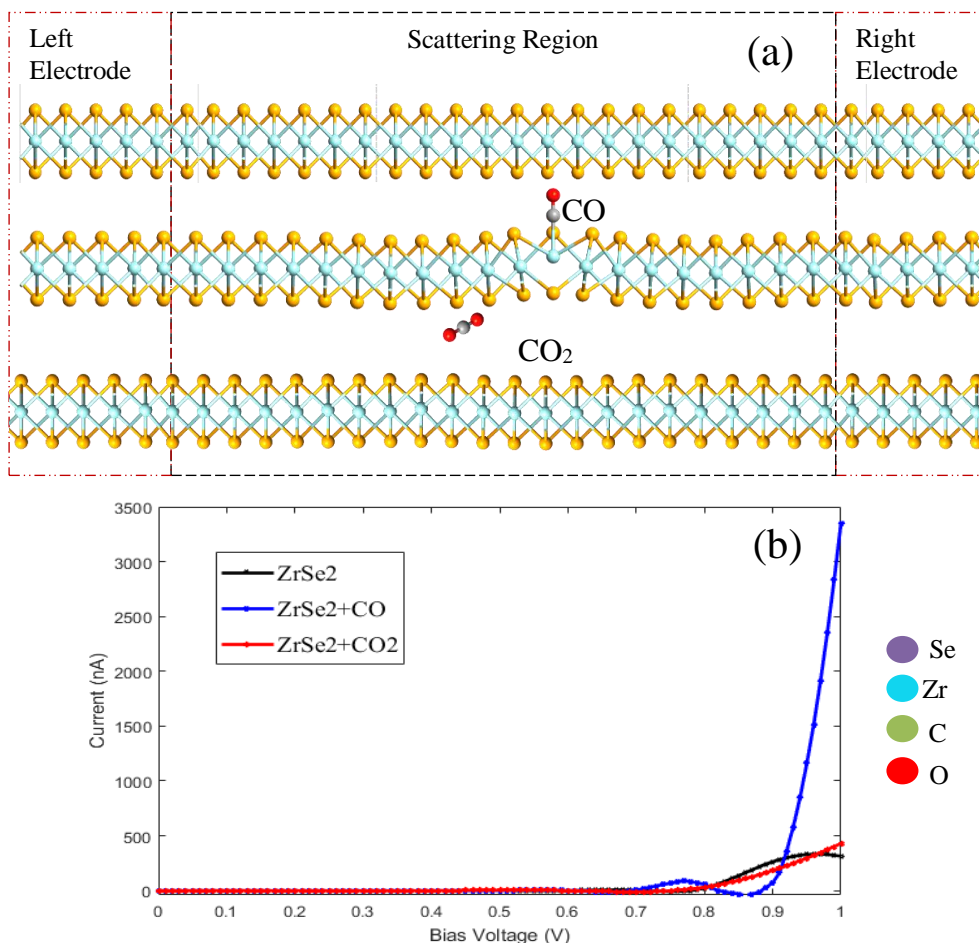 Left
Electrode
Scattering Region
(a)
Right
Electrode
CO
CO₂
(b)
3500
3000
2500
2000
1500
1000
500
0
Current (nA)
ZrSe2
ZrSe2+CO
ZrSe2+CO2
0 0.1 0.2 0.3 0.4 0.5 0.6 0.7 0.8 0.9 1
Bias Voltage (V)
Se
Zr
C
O